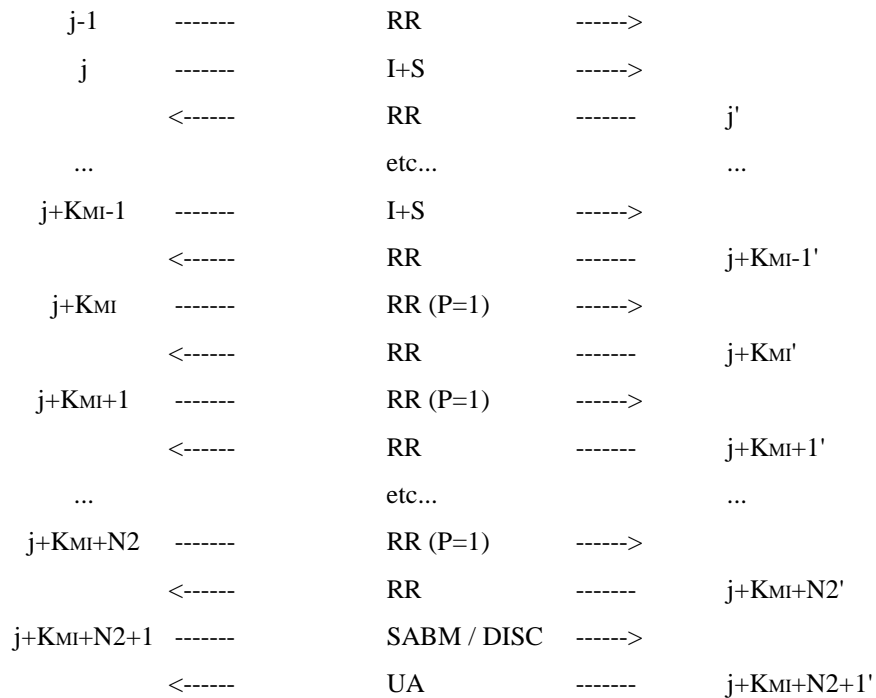 j-1 ------- RR ------>
j ------- I+S ------>
<------ RR ------- j'
... etc... ...
j+KMI-1 ------- I+S ------>
<------ RR ------- j+KMI-1'
j+KMI ------- RR (P=1) ------>
<------ RR ------- j+KMI'
j+KMI+1 ------- RR (P=1) ------>
<------ RR ------- j+KMI+1'
... etc... ...
j+KMI+N2 ------- RR (P=1) ------>
<------ RR ------- j+KMI+N2'
j+KMI+N2+1 ------- SABM / DISC ------>
<------ UA ------- j+KMI+N2+1'